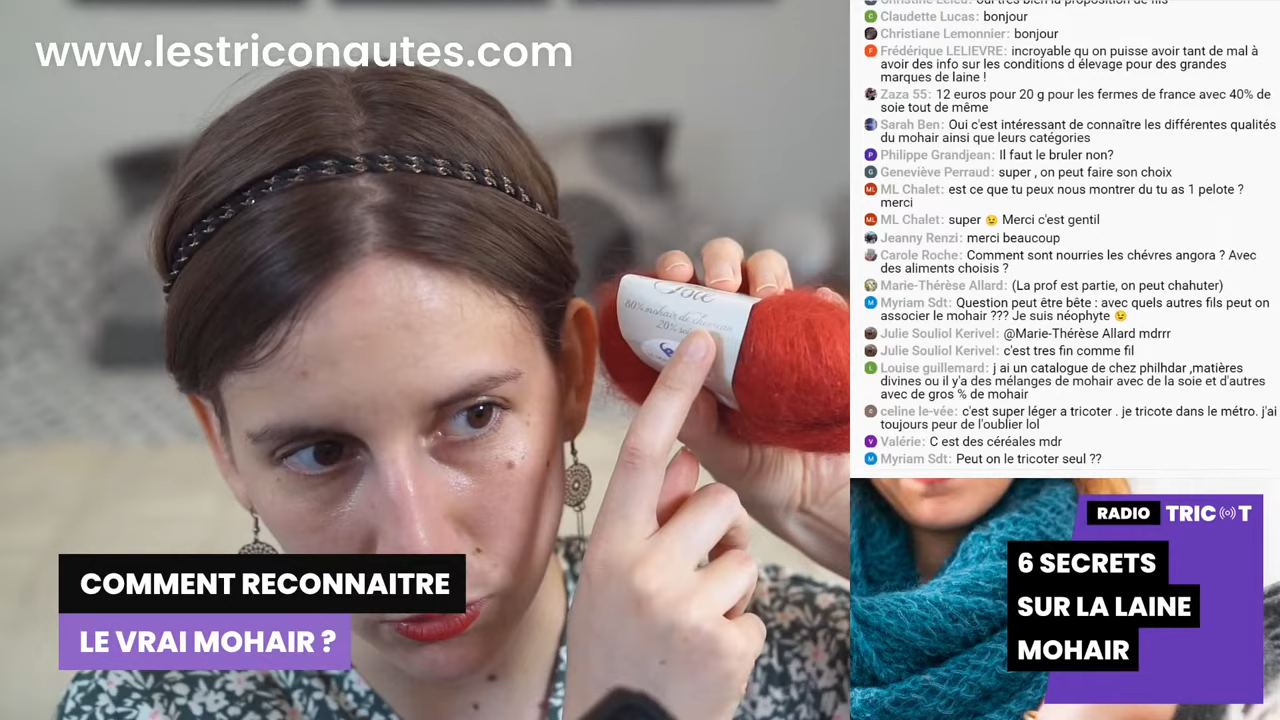 www.lestriconautes.com
Joie
80% mohair de chevreau
20%
COMMENT RECONNAITRE
LE VRAI MOHAIR ?
Claudette Lucas: bonjour
Christiane Lemonnier: bonjour
Frédérique LELIEVRE: incroyable qu on puisse avoir tant de mal à
avoir des info sur les conditions d élevage pour des grandes
marques de laine !
Zaza 55: 12 euros pour 20 g pour les fermes de france avec 40% de
soie tout de même
Sarah Ben: Oui c'est intéressant de connaître les différentes qualités
du mohair ainsi que leurs catégories
Philippe Grandjean: Il faut le bruler non?
Geneviève Perraud: super , on peut faire son choix
ML Chalet: est ce que tu peux nous montrer du tu as 1 pelote ?
merci
ML Chalet: super 😉 Merci c'est gentil
Jeanny Renzi: merci beaucoup
Carole Roche: Comment sont nourries les chévres angora ? Avec
des aliments choisis ?
Marie-Thérèse Allard: (La prof est partie, on peut chahuter)
Myriam Sdt: Question peut être bête : avec quels autres fils peut on
associer le mohair ??? Je suis néophyte 😉
Julie Souliol Kerivel: @Marie-Thérèse Allard mdrrr
Julie Souliol Kerivel: c'est tres fin comme fil
Louise guillemard: j ai un catalogue de chez philhdar ,matières
divines ou il y'a des mélanges de mohair avec de la soie et d'autres
avec de gros % de mohair
celine le-vée: c'est super léger a tricoter . je tricote dans le métro. j'ai
toujours peur de l'oublier lol
Valérie: C est des céréales mdr
Myriam Sdt: Peut on le tricoter seul ??
RADIO TRICOT
6 SECRETS
SUR LA LAINE
MOHAIR